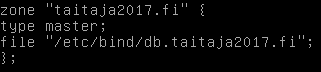 zone "taitaja2017.fi" {
type master;
file "/etc/bind/db.taitaja2017.fi";
};